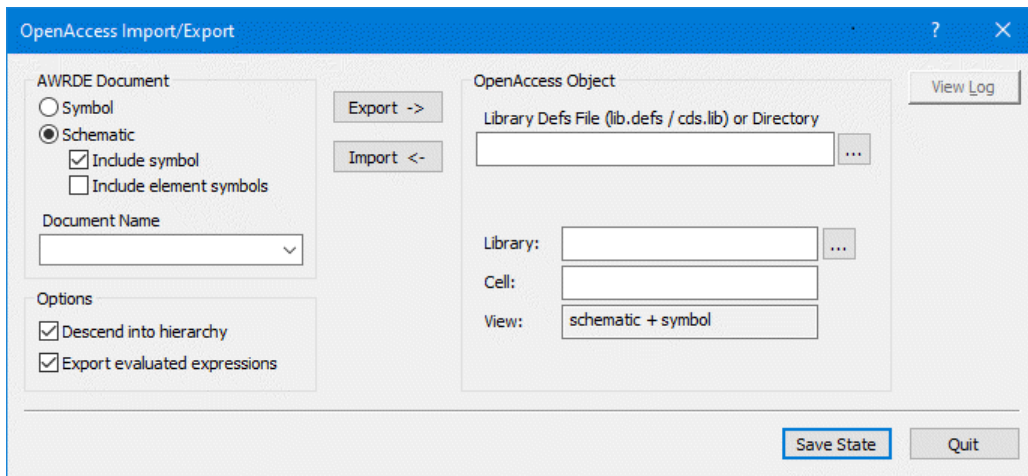 OpenAccess Import/Export
?
AWRDE Document
Symbol
Schematic
Include symbol
Include element symbols
Document Name
Options
Descend into hierarchy
Export evaluated expressions
Export ->
Import <-
OpenAccess Object
Library Defs File (lib.defs / cds.lib) or Directory
...
Library:
...
Cell:
View:
schematic + symbol
View Log
Save State
Quit